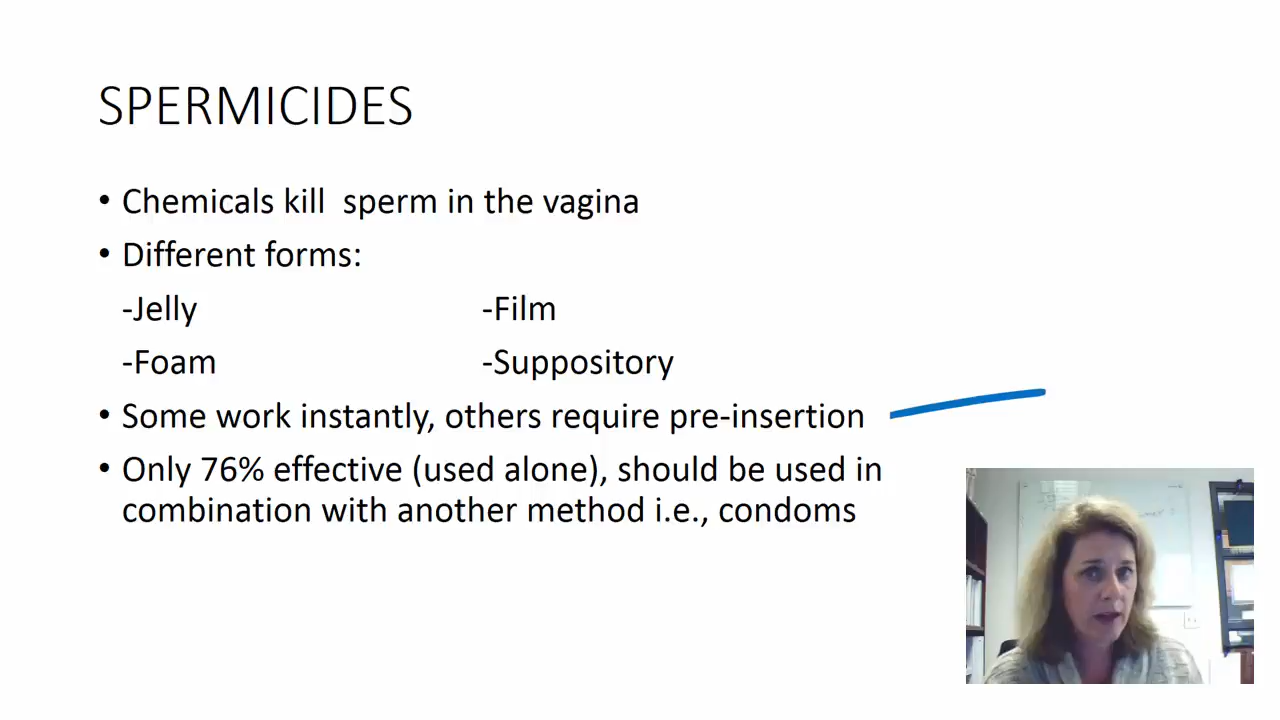 SPERMICIDES
• Chemicals kill  sperm in the vagina
• Different forms:
-Jelly -Film
-Foam -Suppository
• Some work instantly, others require pre-insertion
• Only 76% effective (used alone), should be used in
combination with another method i.e., condoms